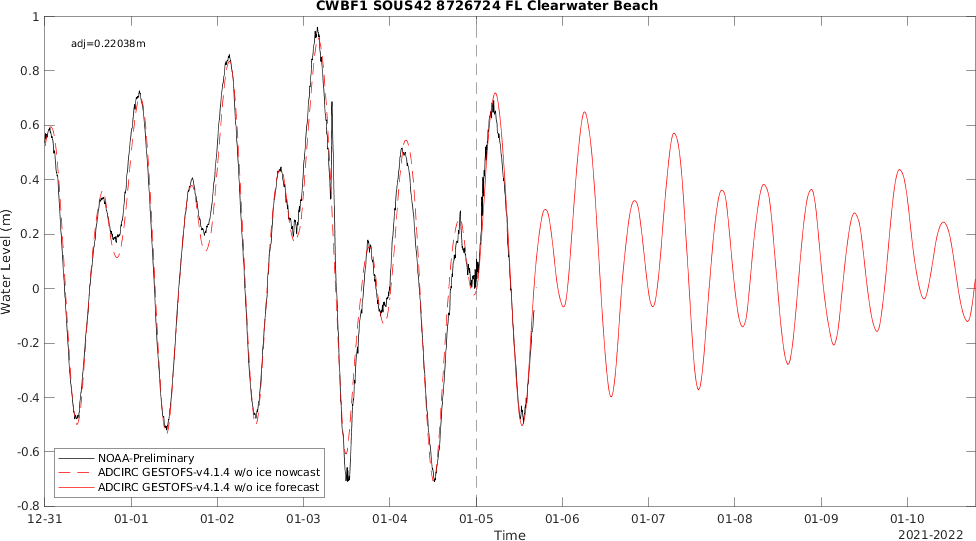 CWBF1 SOUS42 8726724 FL Clearwater Beach
adj=0.22038m
1
0.8
0.6
0.4
0.2
0
-0.2
-0.4
-0.6
-0.8
Water Level (m)
NOAA-Preliminary
ADCIRC GESTOFS-v4.1.4 w/o ice nowcast
ADCIRC GESTOFS-v4.1.4 w/o ice forecast
12-31 01-01 01-02 01-03 01-04 01-05 01-06 01-07 01-08 01-09 01-10
Time
2021-2022